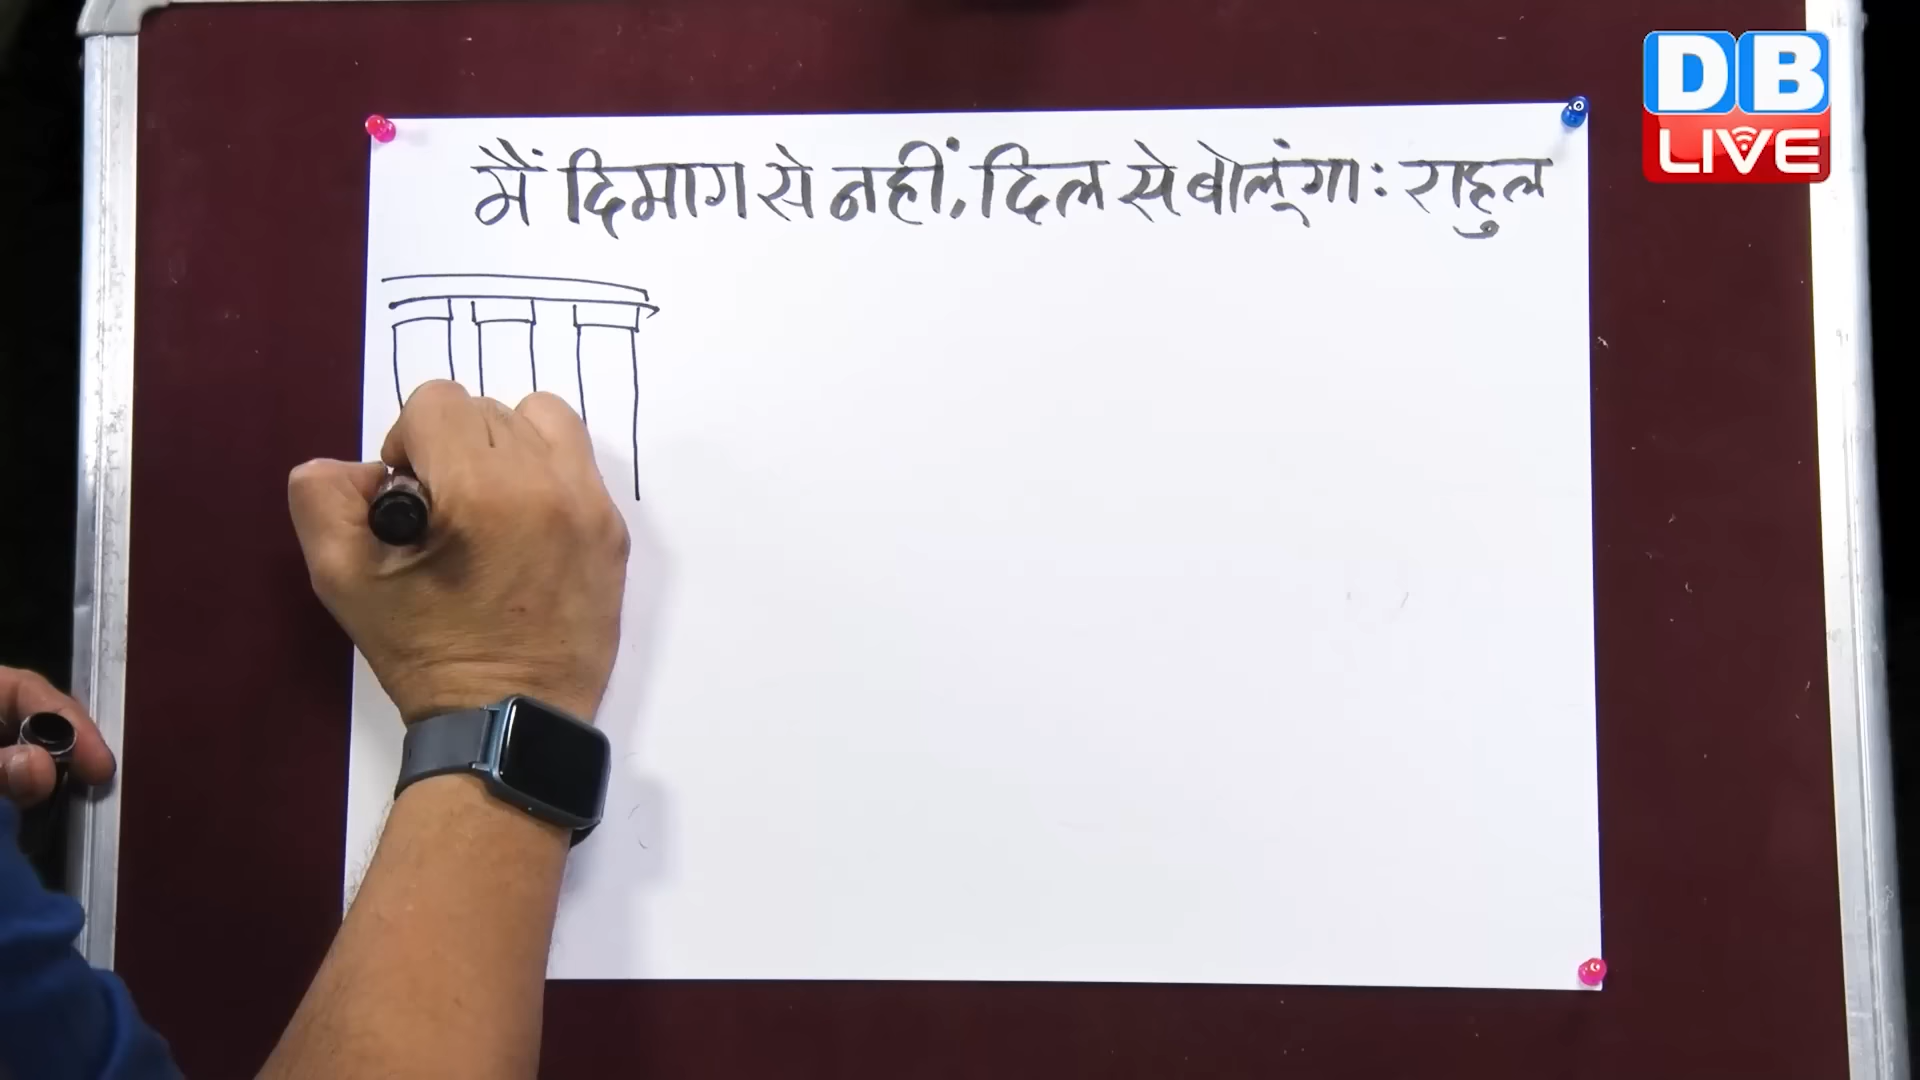 मैं दिमाग से नहीं, दिल से बोलूंगा: राहुल
DB
LIVE